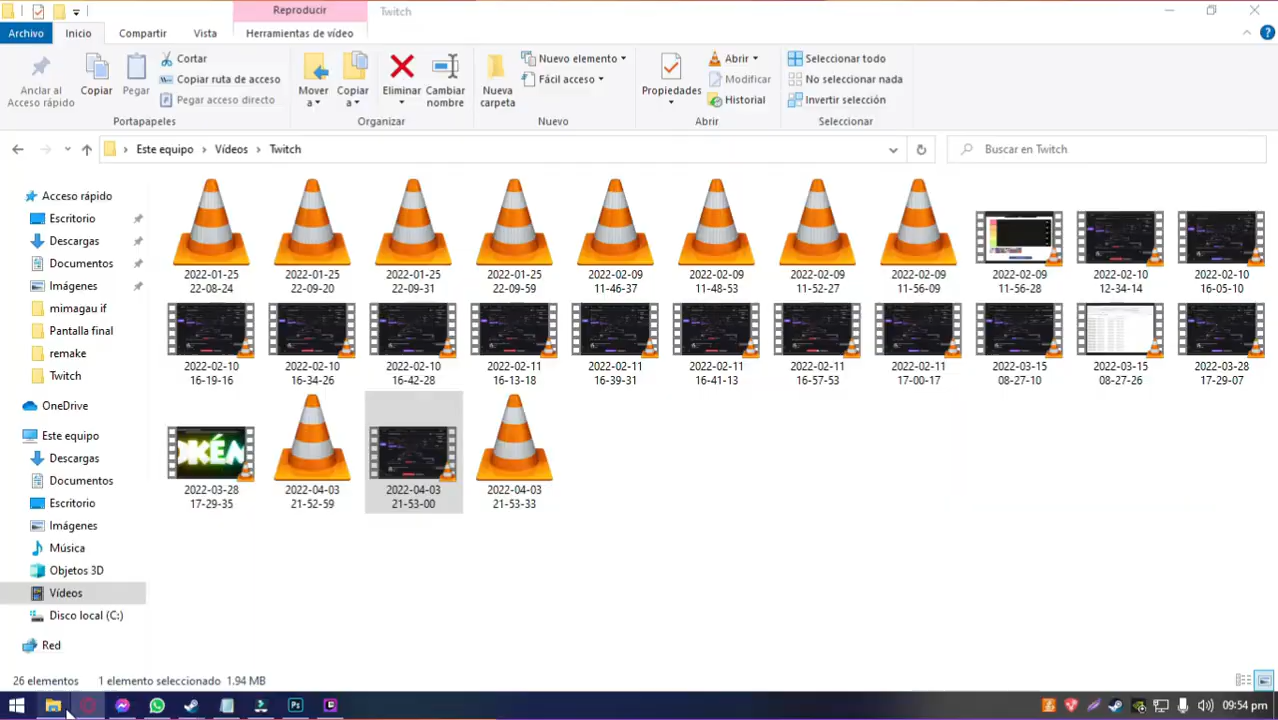 Reproducir
Twitch
Archivo
Inicio
Compartir
Vista
Herramientas de vídeo
Anclar al
Acceso rápido
Copiar
Pegar
Cortar
Copiar ruta de acceso
Pegar acceso directo
Portapapeles
Mover
a
Copiar
a
Eliminar
Cambiar
nombre
Organizar
Nueva
carpeta
Nuevo elemento
Fácil acceso
Nuevo
Propiedades
Abrir
Modificar
Historial
Abrir
Seleccionar todo
No seleccionar nada
Invertir selección
Seleccionar
Este equipo > Vídeos > Twitch
Buscar en Twitch
Acceso rápido
Escritorio
Descargas
Documentos
Imágenes
mimagau if
Pantalla final
remake
Twitch
OneDrive
Este equipo
Descargas
Documentos
Escritorio
Imágenes
Música
Objetos 3D
Vídeos
Disco local (C:)
Red
2022-01-25
22-08-24
2022-01-25
22-09-20
2022-01-25
22-09-31
2022-01-25
22-09-59
2022-02-09
11-46-37
2022-02-09
11-48-53
2022-02-09
11-52-27
2022-02-09
11-56-09
2022-02-09
11-56-28
2022-02-10
12-34-14
2022-02-10
16-05-10
2022-02-10
16-19-16
2022-02-10
16-34-26
2022-02-10
16-42-28
2022-02-11
16-13-18
2022-02-11
16-39-31
2022-02-11
16-41-13
2022-02-11
16-57-53
2022-02-11
17-00-17
2022-03-15
08-27-10
2022-03-15
08-27-26
2022-03-28
17-29-07
OKÉM
2022-03-28
17-29-35
2022-04-03
21-52-59
2022-04-03
21-53-00
2022-04-03
21-53-33
26 elementos
1 elemento seleccionado 1.94 MB
Ps
09:54 pm